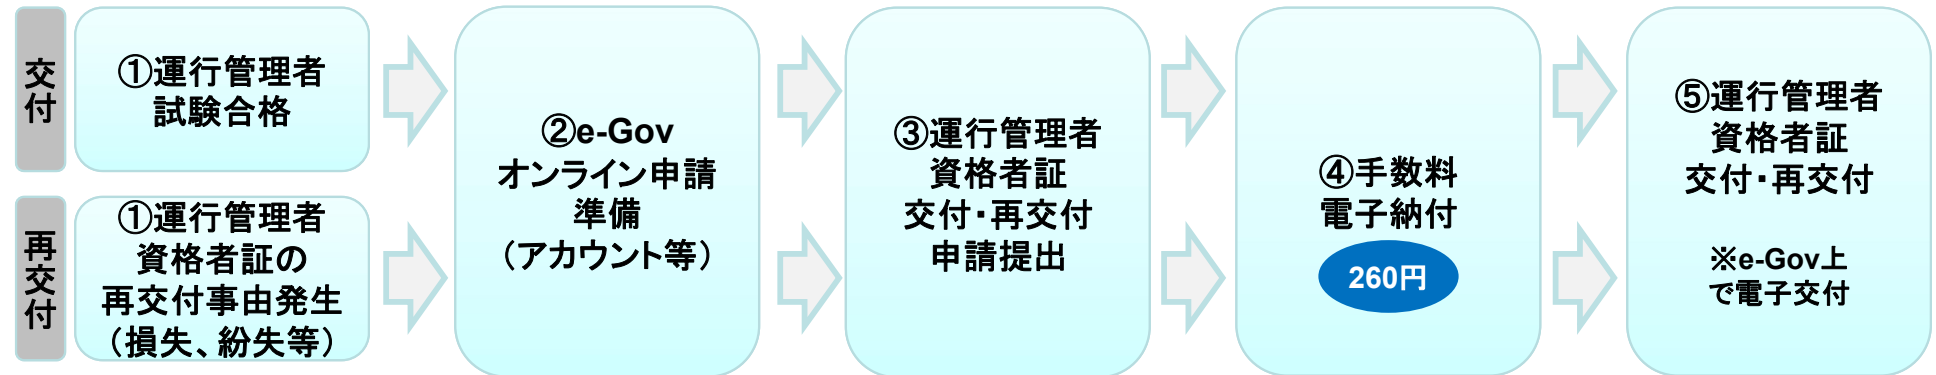 交付
①運行管理者
試験合格
再交付
①運行管理者
資格者証の
再交付事由発生
（損失、紛失等）
②e-Gov
オンライン申請
準備
（アカウント等）
③運行管理者
資格者証
交付・再交付
申請提出
④手数料
電子納付
260円
⑤運行管理者
資格者証
交付・再交付
※e-Gov上
で電子交付